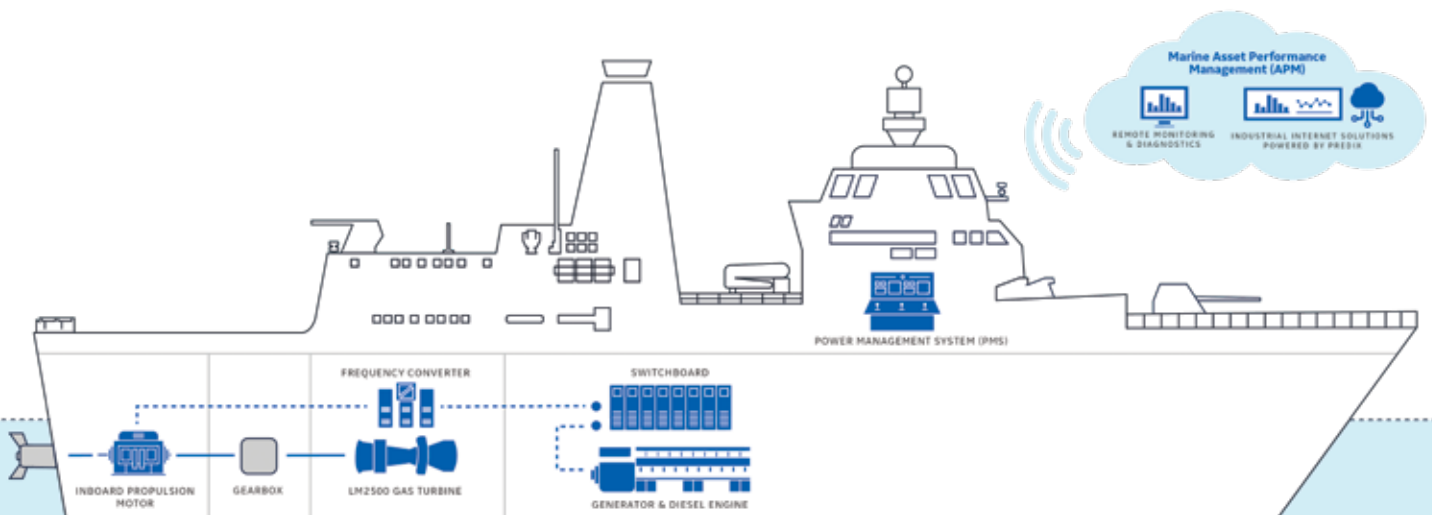 Marine Asset Performance
Management (APM)
REMOTE MONITORING
& DIAGNOSTICS
INDUSTRIAL INTERNET SOLUTIONS
POWERED BY PREDIX
POWER MANAGEMENT SYSTEM (PMS)
FREQUENCY CONVERTER
SWITCHBOARD
INBOARD PROPULSION
MOTOR
GEARBOX
LM2500 GAS TURBINE
GENERATOR & DIESEL ENGINE